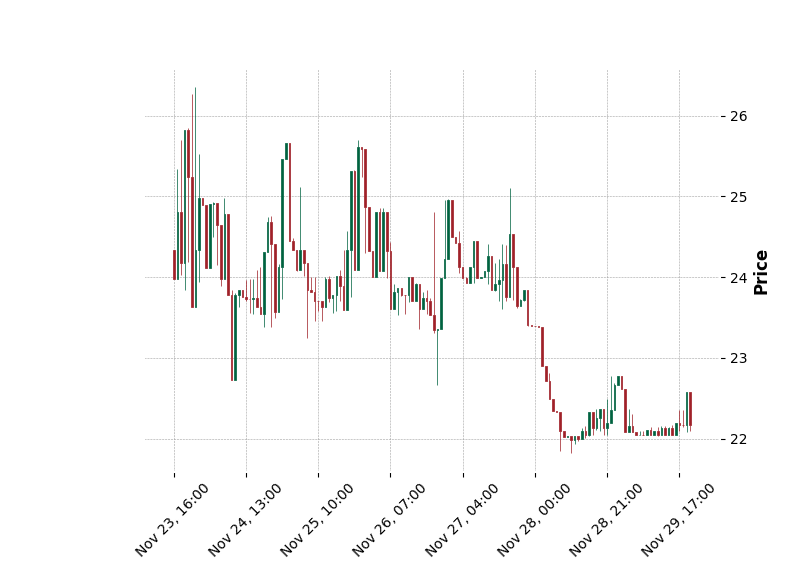 26
25
24
23
22
Price
Nov 23, 16:00
Nov 24, 13:00
Nov 25, 10:00
Nov 26, 07:00
Nov 27, 04:00
Nov 28, 00:00
Nov 28, 21:00
Nov 29, 17:00